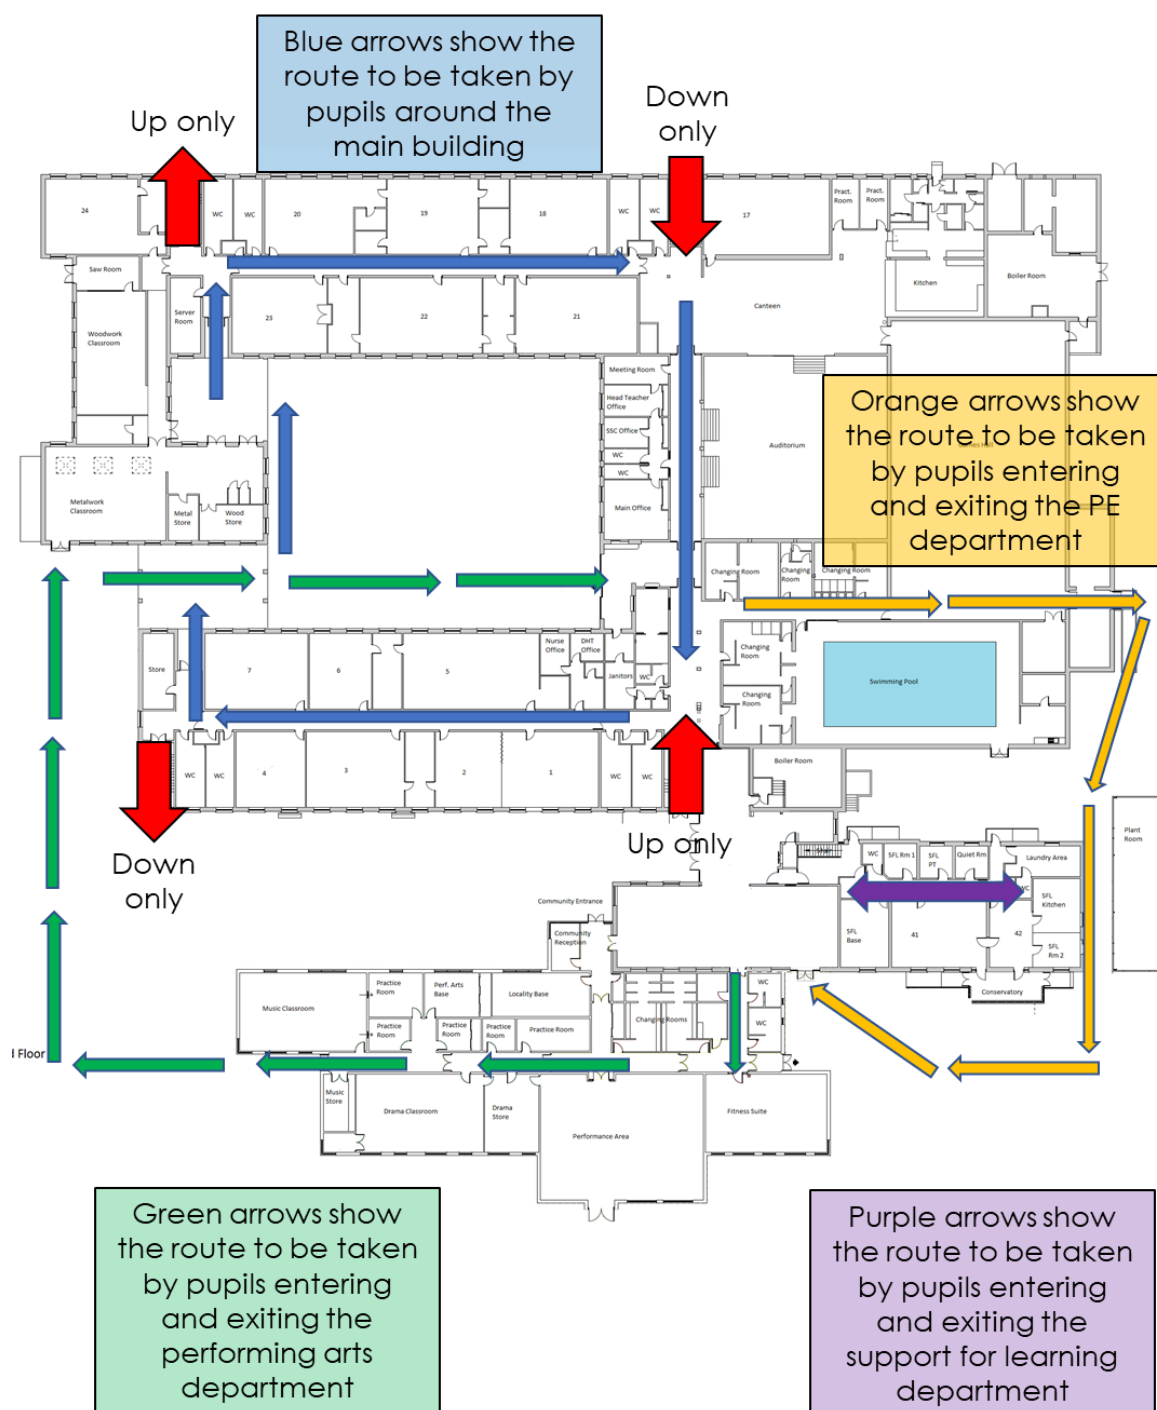 Blue arrows show the
route to be taken by
pupils around the
main building
Up only
Down
only
24
WC
WC
20
19
18
WC
WC
17
Pract.
Room
Pract.
Room
Saw Room
Server
Room
23
22
21
Canteen
Kitchen
Boiler Room
Woodwork
Classroom
Meeting Room
Head Teacher
Office
SSC Office
WC
WC
Main Office
Auditorium
Orange arrows show
the route to be taken
by pupils entering
and exiting the PE
department
Metalwork
Classroom
Metal
Store
Wood
Store
Changing Room
Changing
Room
Changing Room
Store
7
6
5
Nurse
Office
DHT
Office
Janitors
WC
Changing
Room
Changing
Room
Swimming Pool
WC
WC
4
3
2
1
WC
WC
Boiler Room
Plant
Room
Down
only
Up only
WC
SFL Rm 1
SFL
PT
Quiet Rm
Laundry Area
WC
SFL
Kitchen
SFL
Base
41
42
SFL
Rm 2
Conservatory
Community Entrance
Community
Reception
Music Classroom
Practice
Room
Perf. Arts
Base
Locality Base
Practice
Room
Practice
Room
Practice
Room
Practice Room
Changing Rooms
WC
WC
l Floor
Music
Store
Drama Classroom
Drama
Store
Performance Area
Fitness Suite
Green arrows show
the route to be taken
by pupils entering
and exiting the
performing arts
department
Purple arrows show
the route to be taken
by pupils entering
and exiting the
support for learning
department